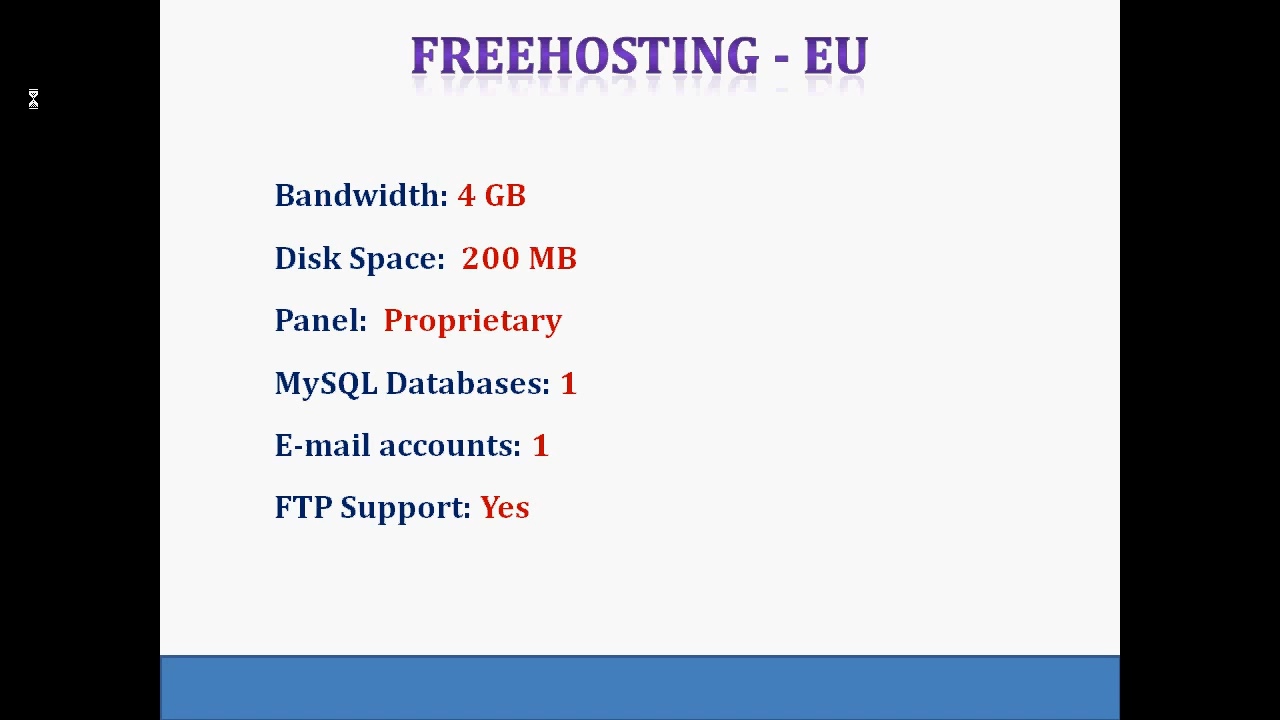 FREEHOSTING - EU
Bandwidth: 4 GB
Disk Space: 200 MB
Panel: Proprietary
MySQL Databases: 1
E-mail accounts: 1
FTP Support: Yes